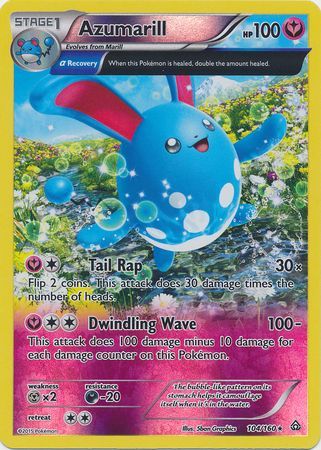 STAGE1
Azumarill
HP100
Evolves from Marill
α Recovery
When this Pokémon is healed, double the amount healed.
Tail Rap 30×
Flip 2 coins. This attack does 30 damage times the
number of heads.
Dwindling Wave 100-
This attack does 100 damage minus 10 damage for
each damage counter on this Pokémon.
weakness
×2
resistance
-20
retreat
The bubble-like pattern on its
stomach helps it camouflage
itself when it's in the water.
©2015 Pokémon
Illus. 5ban Graphics
104/160★